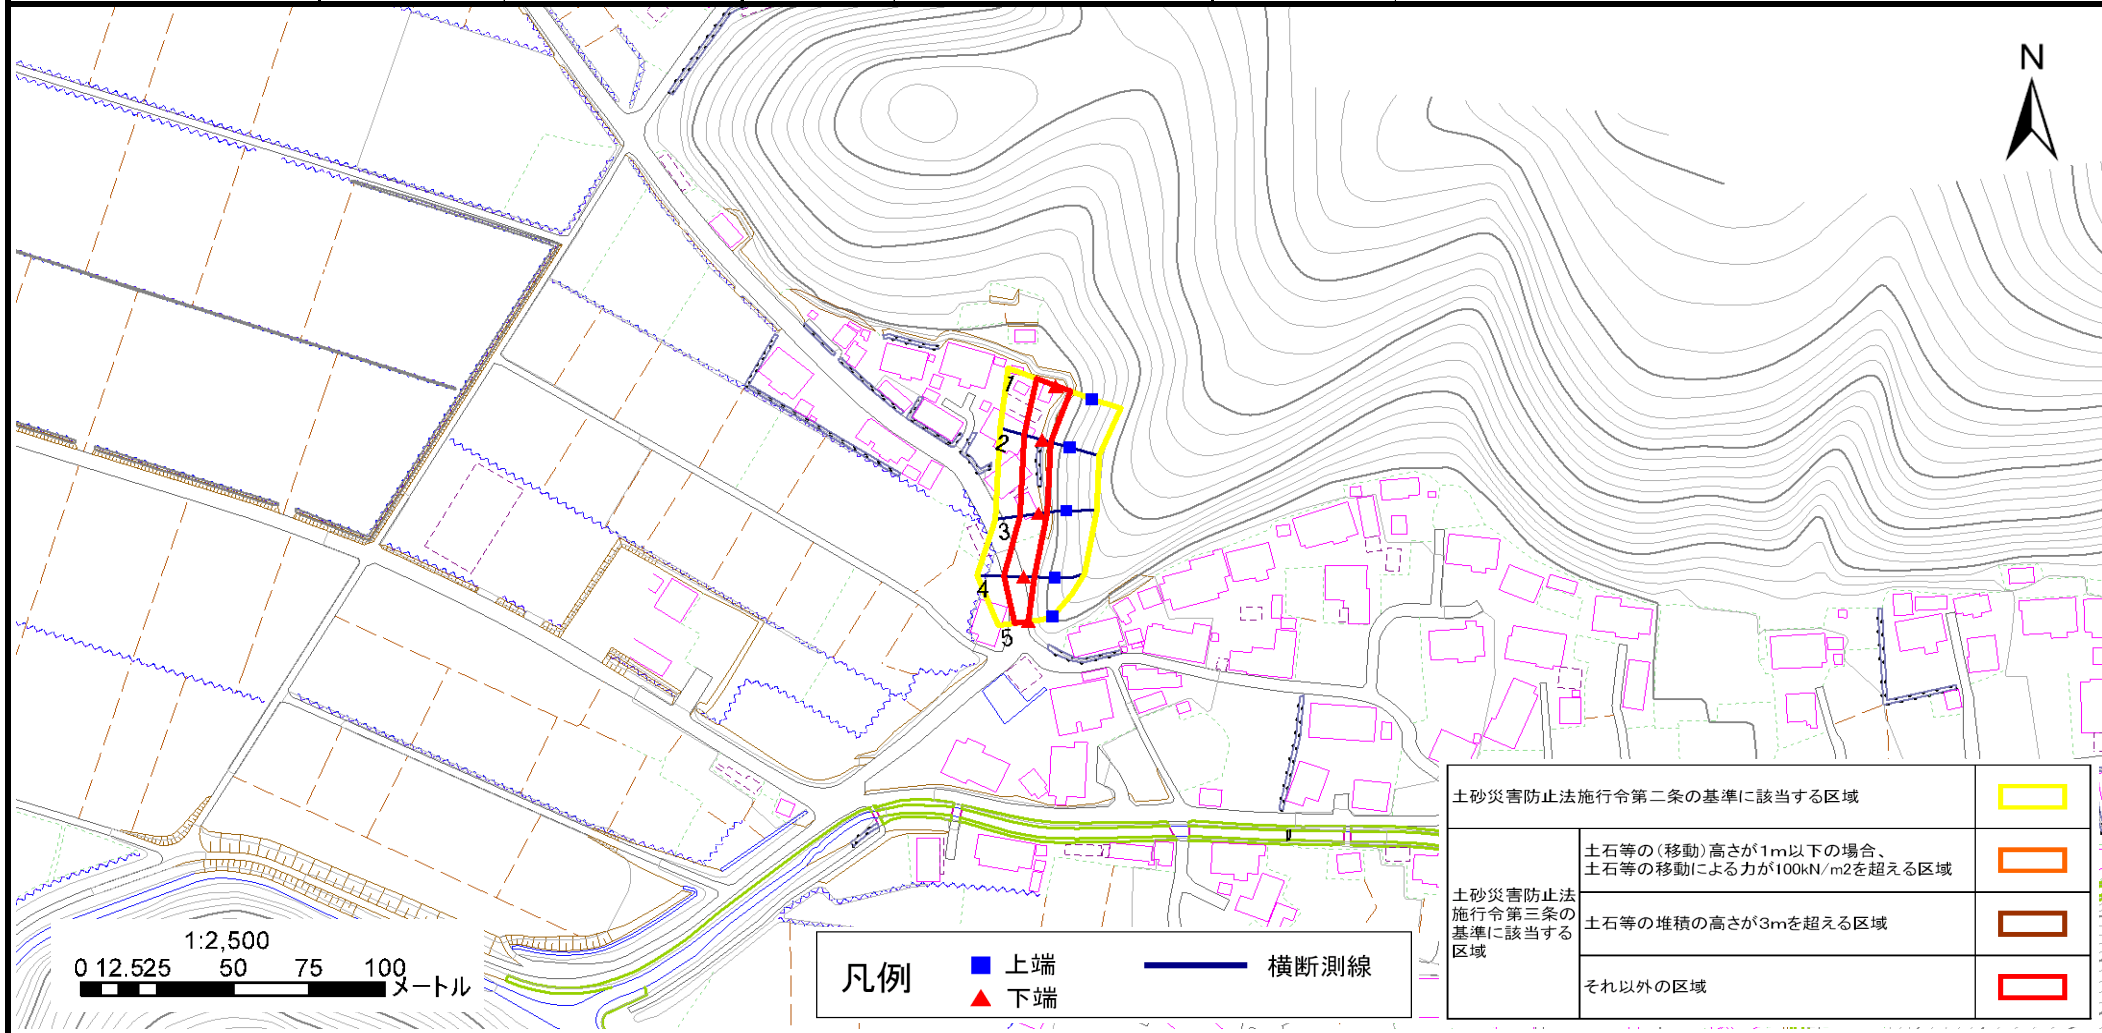 N
1
2
3
4
5
1:2,500
0 12.525 50 75 100
メートル
凡例
上端
下端
横断測線
土砂災害防止法施行令第二条の基準に該当する区域
土砂災害防止法
施行令第三条の
基準に該当する
区域
土石等の(移動)高さが1m以下の場合、
土石等の移動による力が100kN/m2を超える区域
土石等の堆積の高さが3mを超える区域
それ以外の区域